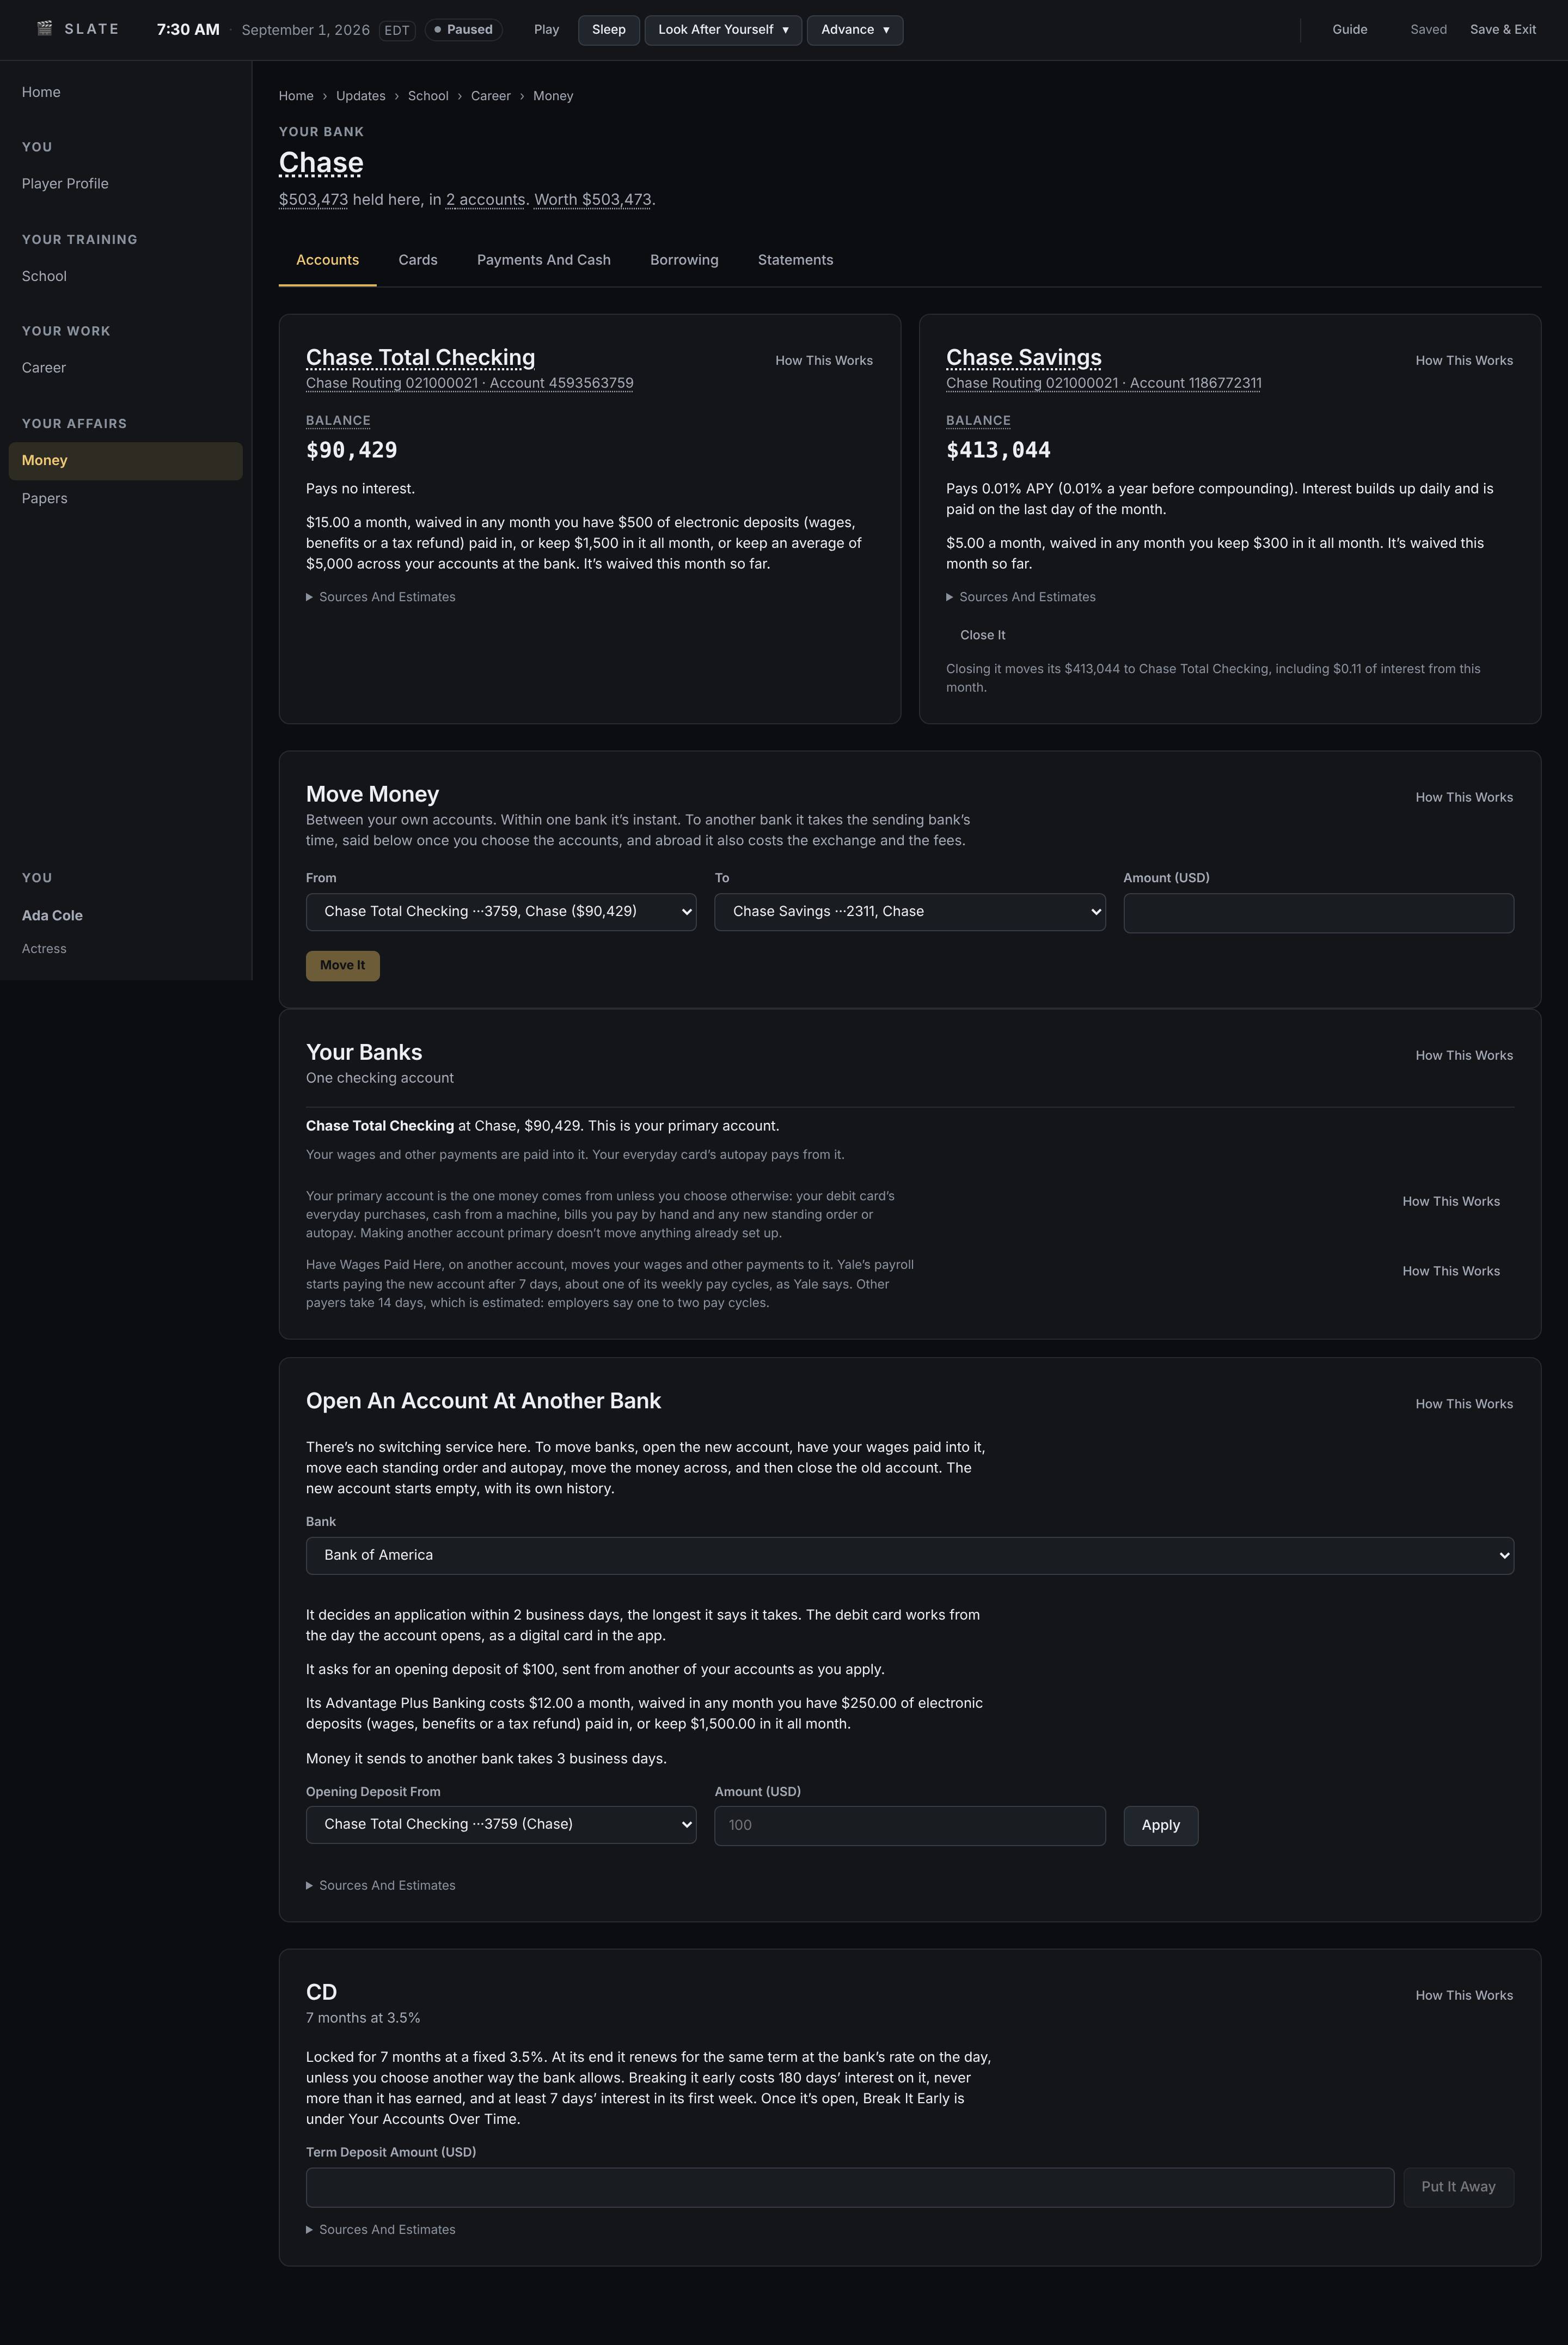 SLATE
7:30 AM · September 1, 2026 EDT Paused Play Sleep Look After Yourself ▾ Advance ▾ Guide Saved Save & Exit
Home
YOU
Player Profile
YOUR TRAINING
School
YOUR WORK
Career
YOUR AFFAIRS
Money
Papers
YOU
Ada Cole
Actress
Home › Updates › School › Career › Money
YOUR BANK
Chase
$503,473 held here, in 2 accounts. Worth $503,473.
Accounts Cards Payments And Cash Borrowing Statements
Chase Total Checking How This Works
Chase Routing 021000021 · Account 4593563759
BALANCE
$90,429
Pays no interest.
$15.00 a month, waived in any month you have $500 of electronic deposits (wages,
benefits or a tax refund) paid in, or keep $1,500 in it all month, or keep an average of
$5,000 across your accounts at the bank. It’s waived this month so far.
▶ Sources And Estimates
Chase Savings How This Works
Chase Routing 021000021 · Account 1186772311
BALANCE
$413,044
Pays 0.01% APY (0.01% a year before compounding). Interest builds up daily and is
paid on the last day of the month.
$5.00 a month, waived in any month you keep $300 in it all month. It’s waived this
month so far.
▶ Sources And Estimates
Close It
Closing it moves its $413,044 to Chase Total Checking, including $0.11 of interest from this
month.
Move Money How This Works
Between your own accounts. Within one bank it’s instant. To another bank it takes the sending bank’s
time, said below once you choose the accounts, and abroad it also costs the exchange and the fees.
From To Amount (USD)
Chase Total Checking ···3759, Chase ($90,429) Chase Savings ···2311, Chase
Move It
Your Banks How This Works
One checking account
Chase Total Checking at Chase, $90,429. This is your primary account.
Your wages and other payments are paid into it. Your everyday card’s autopay pays from it.
Your primary account is the one money comes from unless you choose otherwise: your debit card’s How This Works
everyday purchases, cash from a machine, bills you pay by hand and any new standing order or
autopay. Making another account primary doesn’t move anything already set up.
Have Wages Paid Here, on another account, moves your wages and other payments to it. Yale’s payroll How This Works
starts paying the new account after 7 days, about one of its weekly pay cycles, as Yale says. Other
payers take 14 days, which is estimated: employers say one to two pay cycles.
Open An Account At Another Bank How This Works
There’s no switching service here. To move banks, open the new account, have your wages paid into it,
move each standing order and autopay, move the money across, and then close the old account. The
new account starts empty, with its own history.
Bank
Bank of America
It decides an application within 2 business days, the longest it says it takes. The debit card works from
the day the account opens, as a digital card in the app.
It asks for an opening deposit of $100, sent from another of your accounts as you apply.
Its Advantage Plus Banking costs $12.00 a month, waived in any month you have $250.00 of electronic
deposits (wages, benefits or a tax refund) paid in, or keep $1,500.00 in it all month.
Money it sends to another bank takes 3 business days.
Opening Deposit From Amount (USD)
Chase Total Checking ···3759 (Chase) 100 Apply
▶ Sources And Estimates
CD How This Works
7 months at 3.5%
Locked for 7 months at a fixed 3.5%. At its end it renews for the same term at the bank’s rate on the day,
unless you choose another way the bank allows. Breaking it early costs 180 days’ interest on it, never
more than it has earned, and at least 7 days’ interest in its first week. Once it’s open, Break It Early is
under Your Accounts Over Time.
Term Deposit Amount (USD)
Put It Away
▶ Sources And Estimates